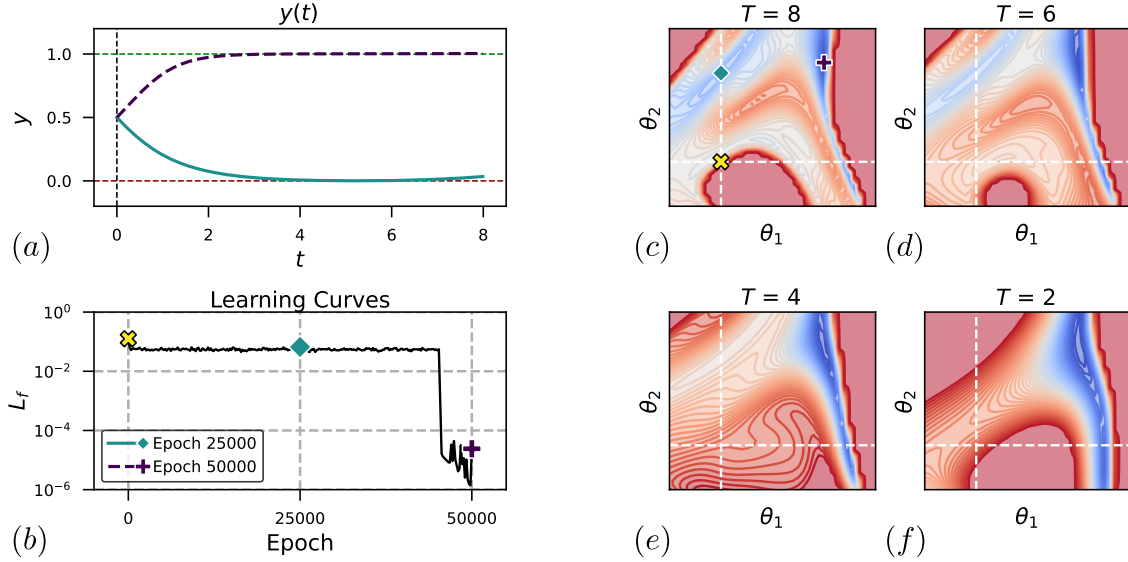 y(t)
1.0
0.5
0.0
y
0 2 4 6 8
t
(a)
Learning Curves
10^0
10^-2
10^-4
10^-6
L_f
Epoch 25000
Epoch 50000
0 25000 50000
Epoch
(b)
T = 8
θ_2
θ_1
(c)
T = 6
θ_2
θ_1
(d)
T = 4
θ_2
θ_1
(e)
T = 2
θ_2
θ_1
(f)